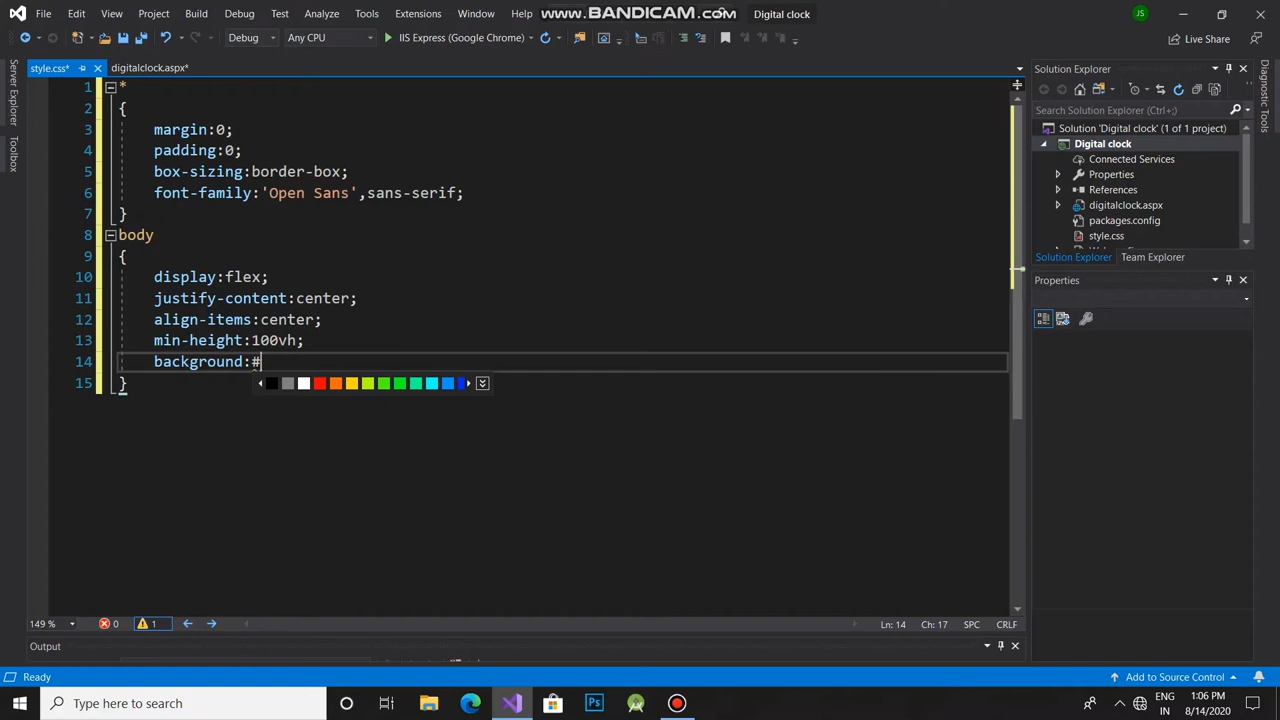 File Edit View Project Build Debug Test Analyze Tools Extensions Window Help www.BANDICAM.com Digital clock JS
Debug Any CPU IIS Express (Google Chrome) Live Share
style.css* digitalclock.aspx* Solution Explorer
Server Explorer
Toolbox
Diagnostic Tools
Search Solution Explorer (Ctrl+;)
Solution 'Digital clock' (1 of 1 project)
Digital clock
Connected Services
Properties
References
digitalclock.aspx
packages.config
style.css
Solution Explorer Team Explorer
Properties
1 *
2 {
3 margin:0;
4 padding:0;
5 box-sizing:border-box;
6 font-family:'Open Sans',sans-serif;
7 }
8 body
9 {
10 display:flex;
11 justify-content:center;
12 align-items:center;
13 min-height:100vh;
14 background:#
15 }
149 % 0 1 Ln: 14 Ch: 17 SPC CRLF
Output
Ready Add to Source Control
Type here to search ENG IN 1:06 PM 8/14/2020